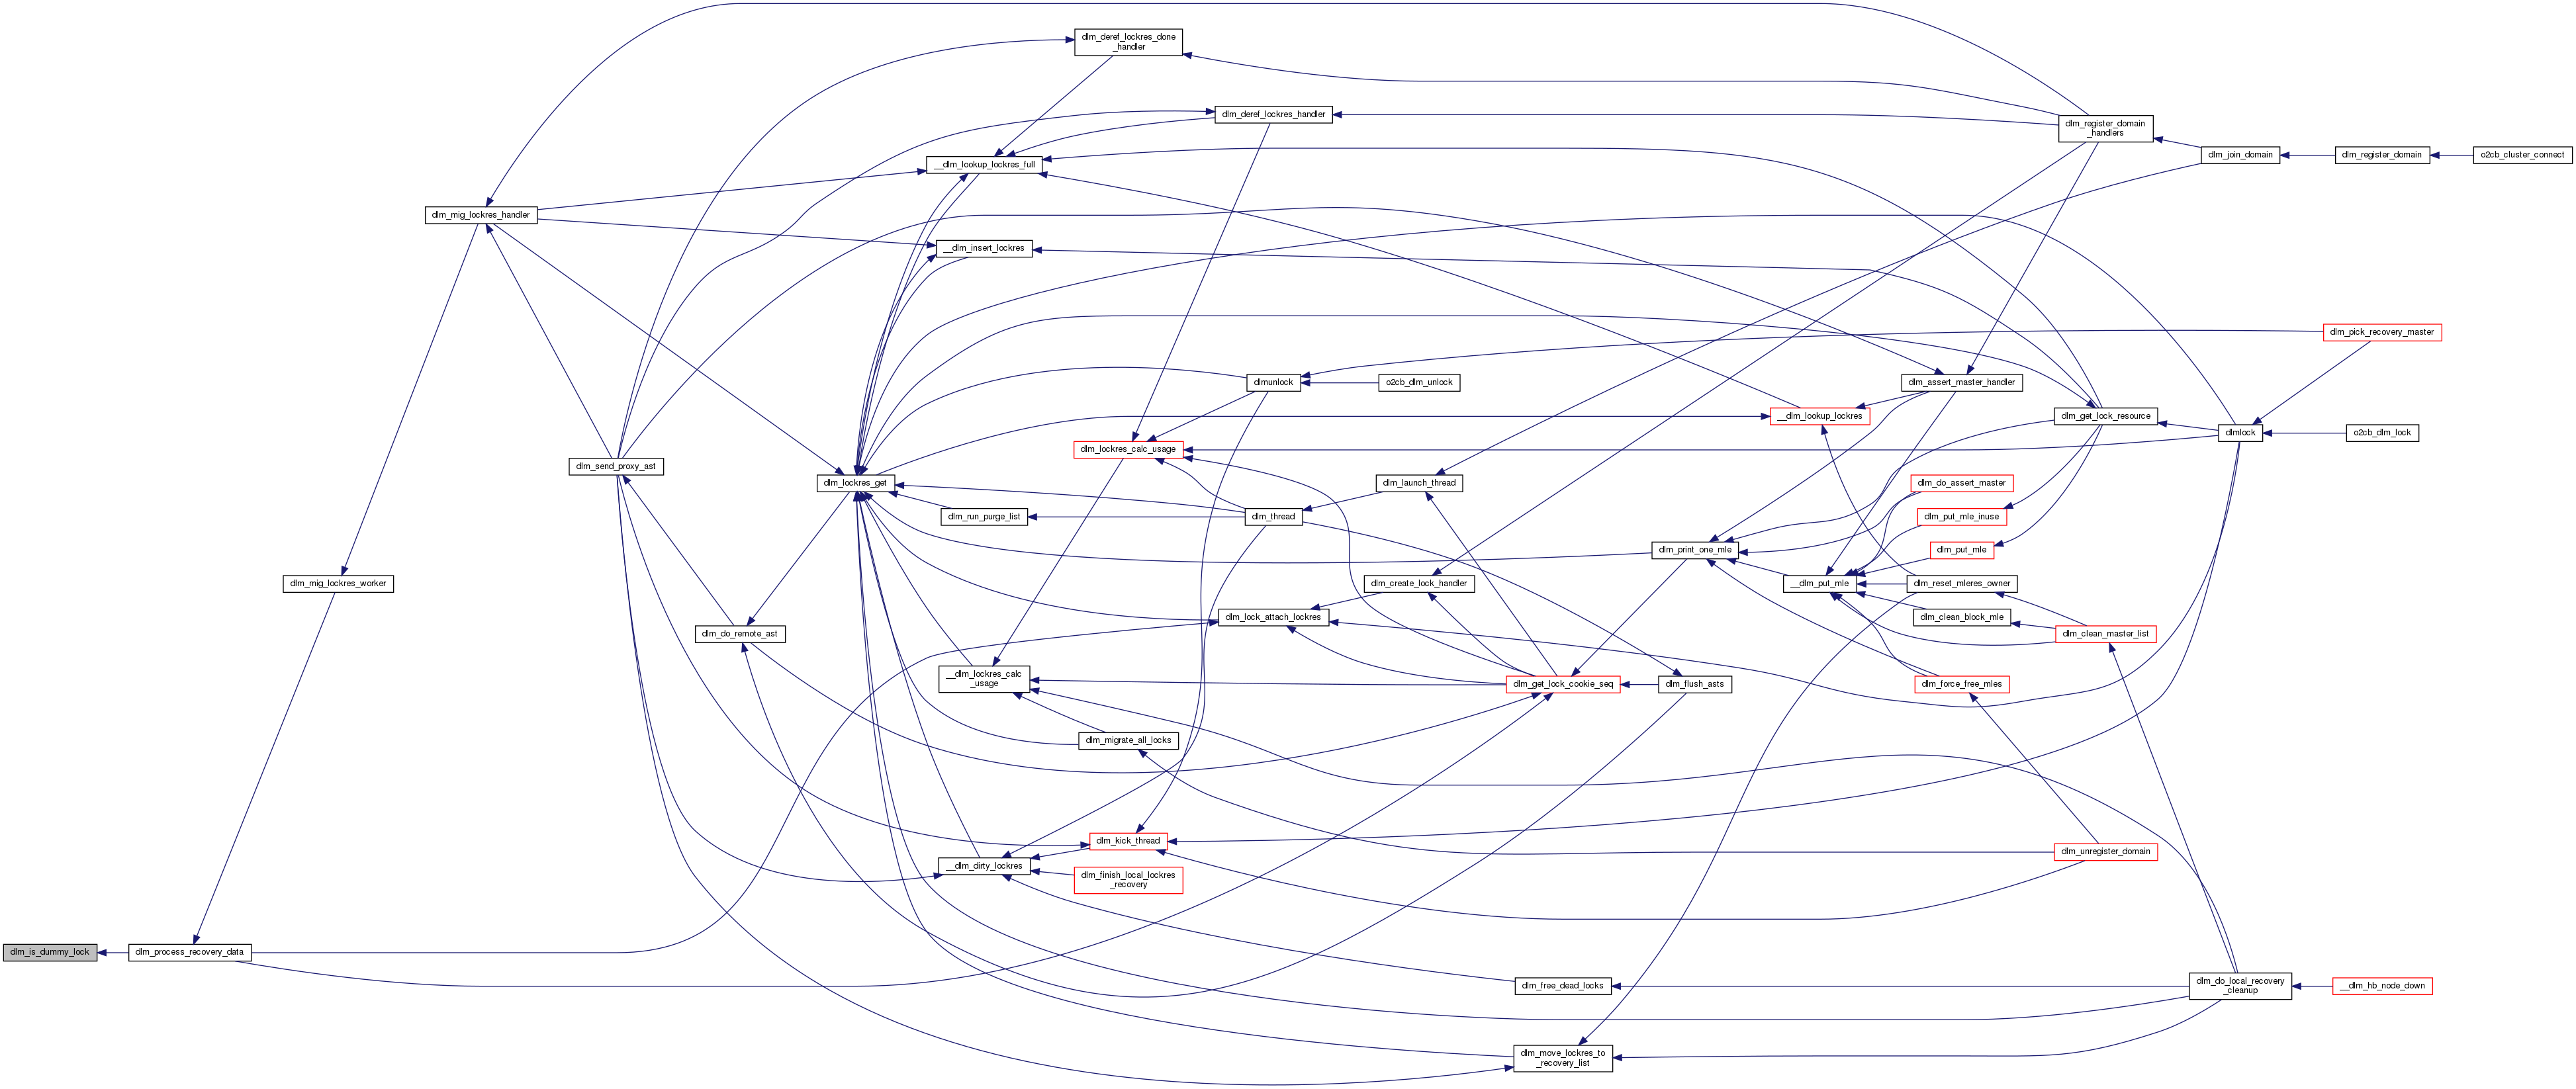 dlm_deref_lockres_done
_handler
dlm_deref_lockres_handler
dlm_register_domain
_handlers
__dlm_lookup_lockres_full
dlm_join_domain
dlm_register_domain
o2cb_cluster_connect
dlm_mig_lockres_handler
__dlm_insert_lockres
dlm_pick_recovery_master
dlmunlock
o2cb_dlm_unlock
dlm_assert_master_handler
__dlm_lookup_lockres
dlm_get_lock_resource
dlmlock
o2cb_dlm_lock
dlm_lockres_calc_usage
dlm_send_proxy_ast
dlm_lockres_get
dlm_launch_thread
dlm_do_assert_master
dlm_run_purge_list
dlm_thread
dlm_put_mle_inuse
dlm_print_one_mle
dlm_put_mle
dlm_mig_lockres_worker
dlm_create_lock_handler
__dlm_put_mle
dlm_reset_mleres_owner
dlm_lock_attach_lockres
dlm_clean_block_mle
dlm_do_remote_ast
dlm_clean_master_list
__dlm_lockres_calc
_usage
dlm_get_lock_cookie_seq
dlm_flush_asts
dlm_force_free_mles
dlm_migrate_all_locks
dlm_kick_thread
dlm_unregister_domain
__dlm_dirty_lockres
dlm_finish_local_lockres
_recovery
dlm_is_dummy_lock
dlm_process_recovery_data
dlm_free_dead_locks
dlm_do_local_recovery
_cleanup
__dlm_hb_node_down
dlm_move_lockres_to
_recovery_list